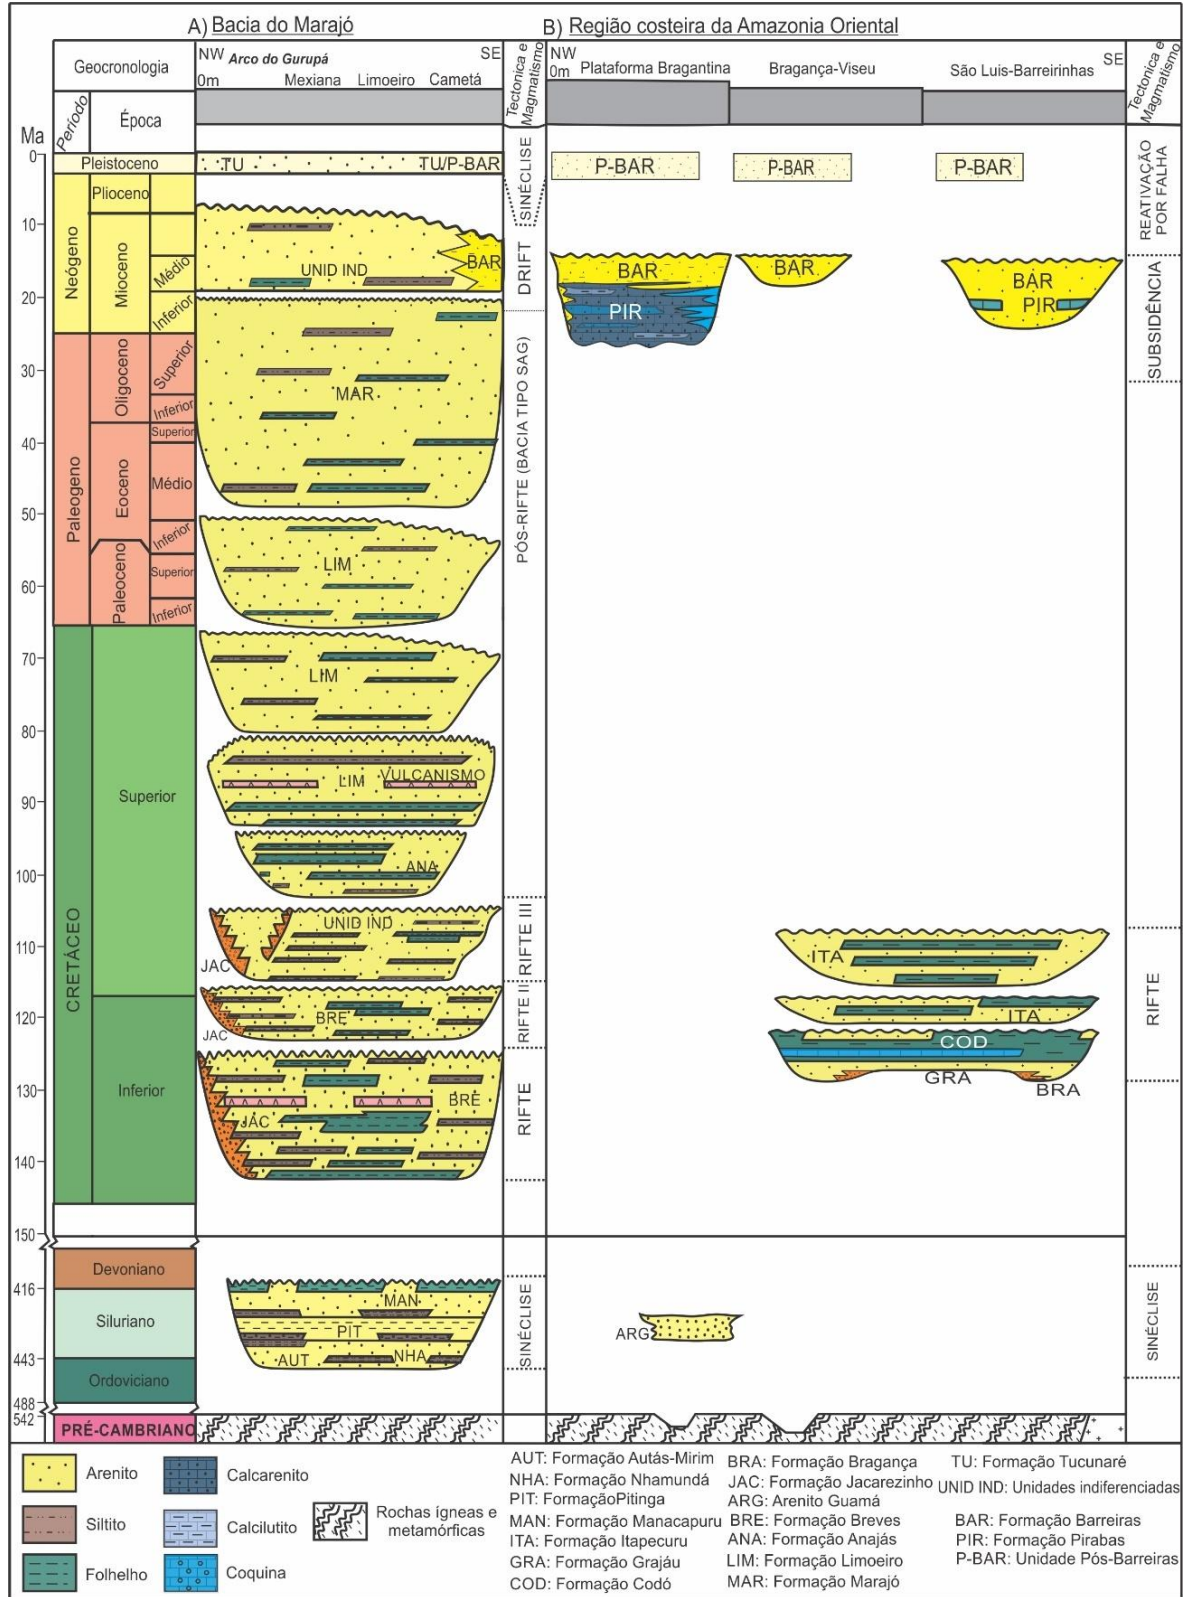 A) Bacia do Marajó
B) Região costeira da Amazonia Oriental
Geocronologia
Período
Época
Ma
NW Arco do Gurupá SE
0m Mexiana Limoeiro Cametá
Tectonica e
Magmatismo
NW SE
0m Plataforma Bragantina Bragança-Viseu São Luis-Barreirinhas
Tectonica e
Magmatismo
0
10
20
30
40
50
60
70
80
90
100
110
120
130
140
150
416
443
488
542
Pleistoceno
Neógeno
Plioceno
Mioceno
Médio
Inferior
Paleogeno
Oligoceno
Superior
Inferior
Eoceno
Superior
Médio
Inferior
Paleoceno
Superior
Inferior
CRETÁCEO
Superior
Inferior
Devoniano
Siluriano
Ordoviciano
PRÉ-CAMBRIANO
TU TU/P-BAR
UNID IND BAR
MAR
LIM
LIM
LIM VULCANISMO
ANA
UNID IND
JAC
BRE
JAC
JAC BRE
MAN
PIT
AUT NHA
SINÉCLISE
DRIFT
PÓS-RIFTE (BACIA TIPO SAG)
RIFTE III
RIFTE II
RIFTE
SINÉCLISE
P-BAR P-BAR P-BAR
BAR BAR BAR
PIR PIR
ITA
ITA
COD
GRA BRA
ARG
REATIVAÇÃO
POR FALHA
SUBSIDÊNCIA
RIFTE
SINÉCLISE
Arenito
Siltito
Folhelho
Calcarenito
Calcilutito
Coquina
Rochas ígneas e
metamórficas
AUT: Formação Autás-Mirim
NHA: Formação Nhamundá
PIT: FormaçãoPitinga
MAN: Formação Manacapuru
ITA: Formação Itapecuru
GRA: Formação Grajáu
COD: Formação Codó
BRA: Formação Bragança
JAC: Formação Jacarezinho
ARG: Arenito Guamá
BRE: Formação Breves
ANA: Formação Anajás
LIM: Formação Limoeiro
MAR: Formação Marajó
TU: Formação Tucunaré
UNID IND: Unidades indiferenciadas
BAR: Formação Barreiras
PIR: Formação Pirabas
P-BAR: Unidade Pós-Barreiras